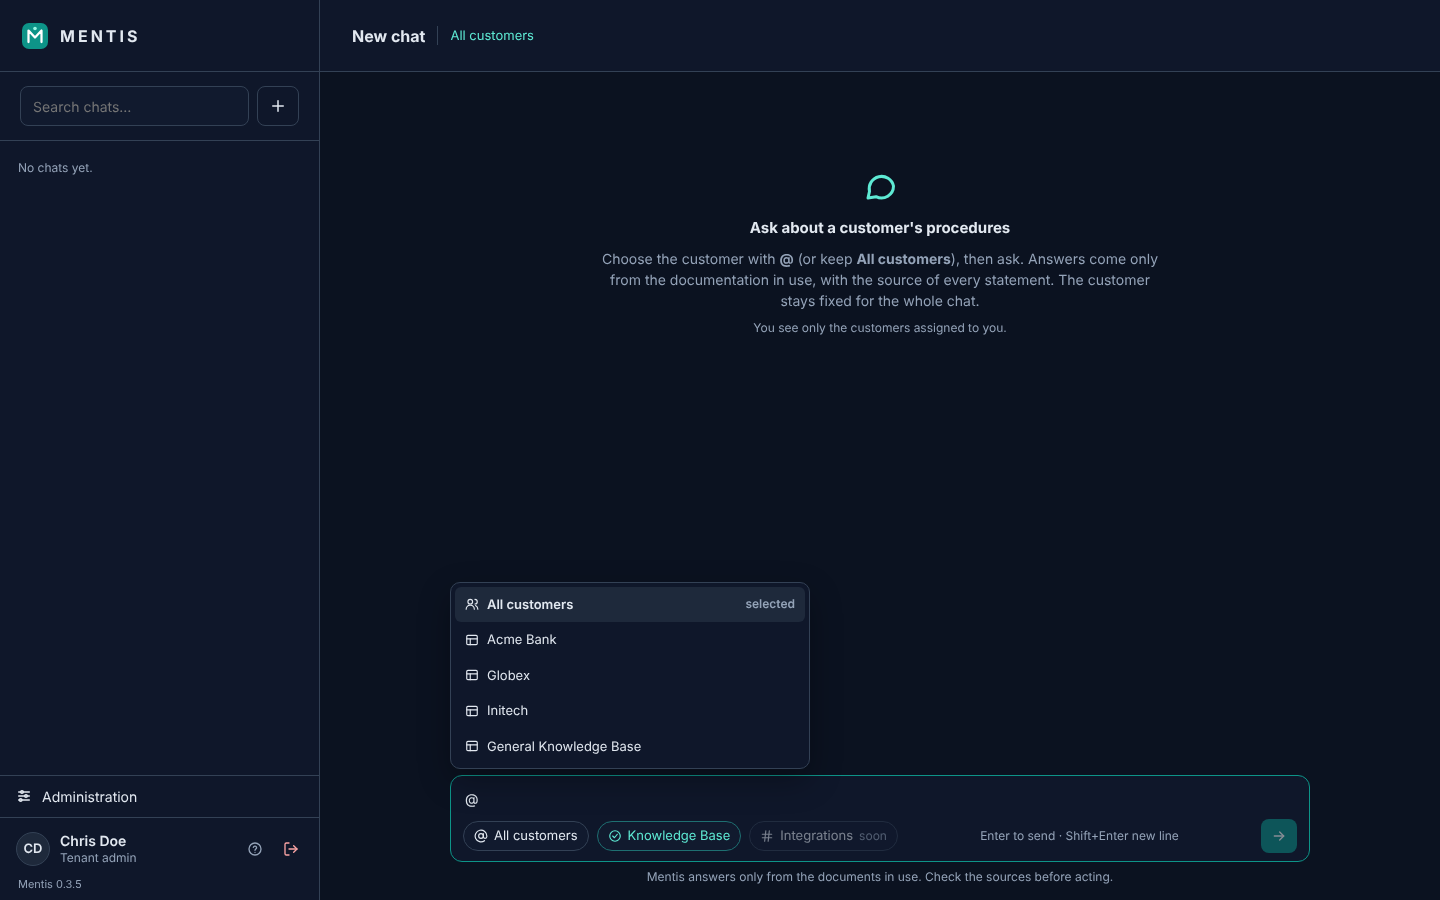 MENTIS
New chat
All customers
Search chats...
No chats yet.
Ask about a customer's procedures
Choose the customer with @ (or keep All customers), then ask. Answers come only
from the documentation in use, with the source of every statement. The customer
stays fixed for the whole chat.
You see only the customers assigned to you.
All customers selected
Acme Bank
Globex
Initech
General Knowledge Base
@
@ All customers
Knowledge Base
# Integrations soon
Enter to send · Shift+Enter new line
Mentis answers only from the documents in use. Check the sources before acting.
Administration
CD
Chris Doe
Tenant admin
Mentis 0.3.5